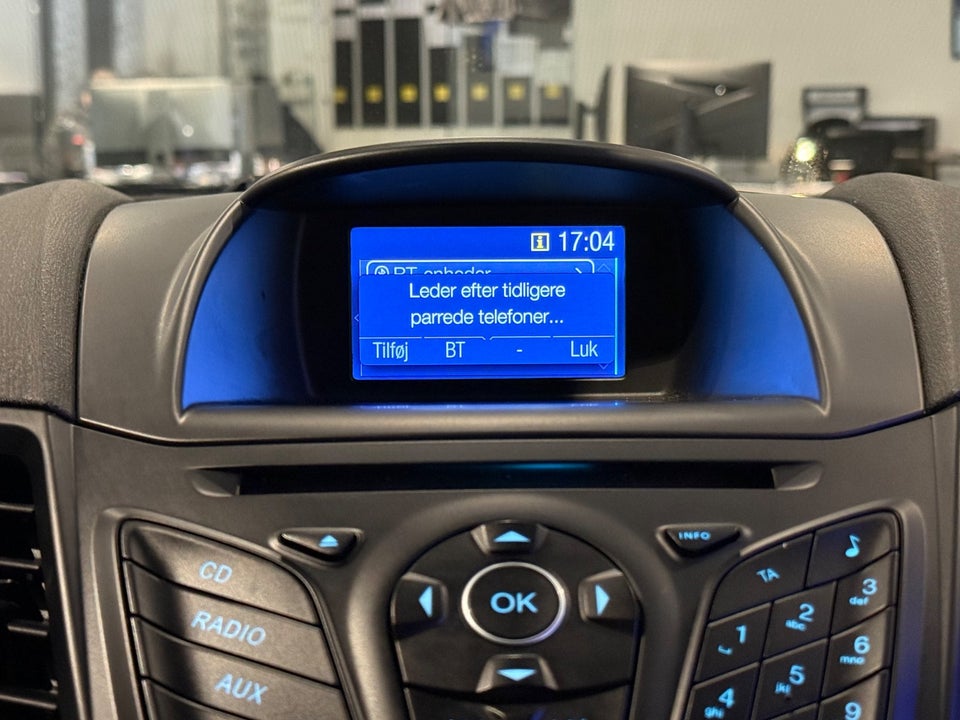 17:04
BT enheder
Leder efter tidligere
parrede telefoner...
Tilføj BT - Luk
INFO
CD
RADIO
AUX
OK
TA
1
2
abc
3
def
4
ghi
5
jkl
6
mno
9